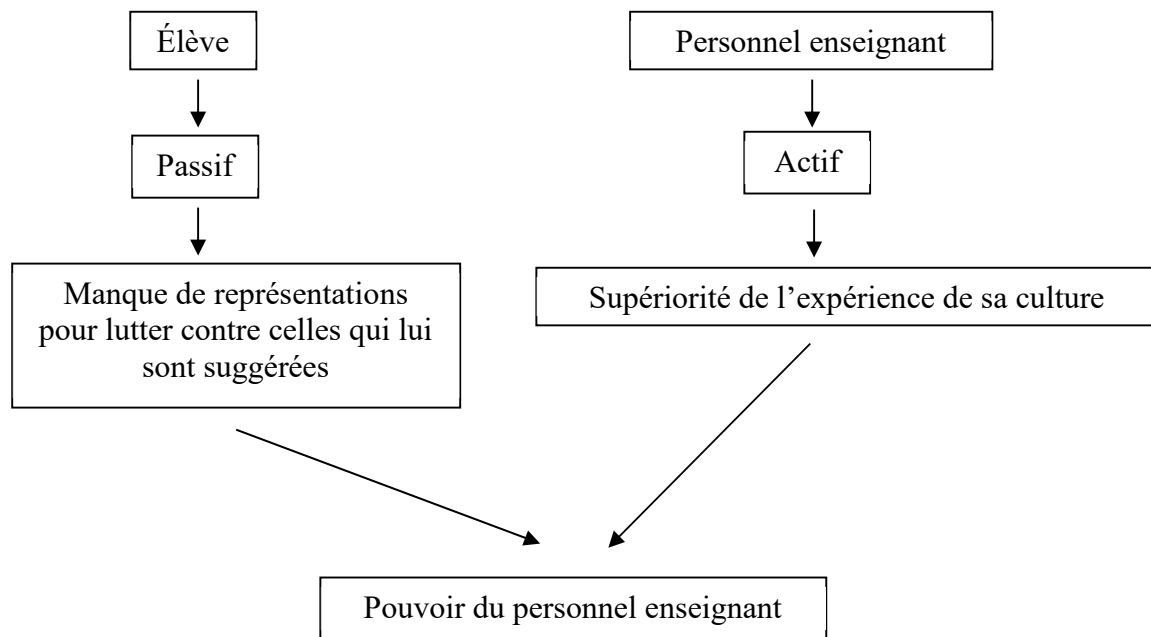 Élève
Personnel enseignant
Passif
Actif
Manque de représentations
pour lutter contre celles qui lui
sont suggérées
Supériorité de l’expérience de sa culture
Pouvoir du personnel enseignant